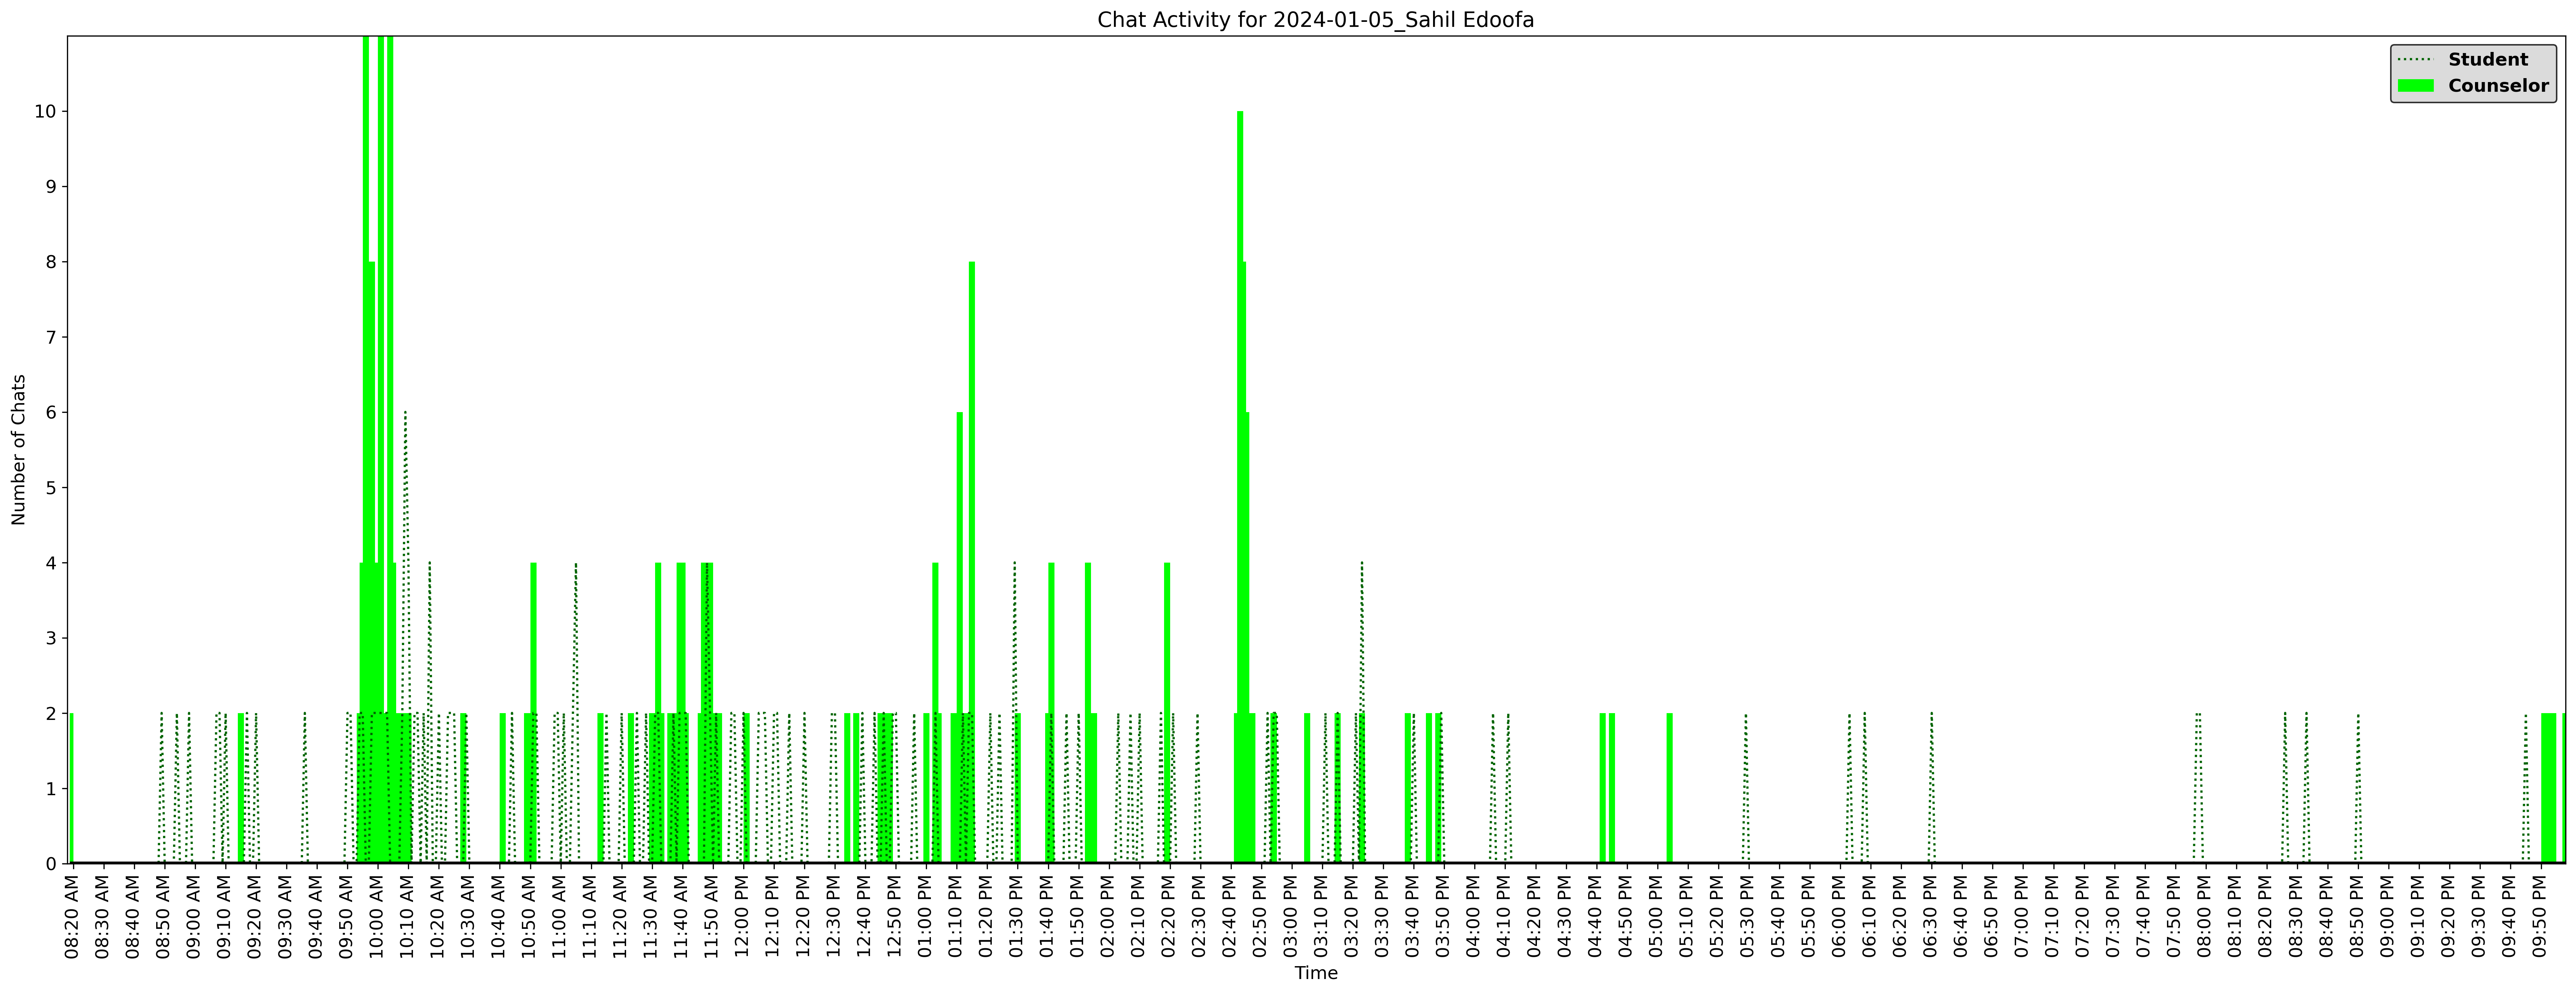 Chat Activity for 2024-01-05_Sahil Edoofa
Student
Counselor
10
9
8
7
6
5
4
3
2
1
0
Number of Chats
08:20 AM
08:30 AM
08:40 AM
08:50 AM
09:00 AM
09:10 AM
09:20 AM
09:30 AM
09:40 AM
09:50 AM
10:00 AM
10:10 AM
10:20 AM
10:30 AM
10:40 AM
10:50 AM
11:00 AM
11:10 AM
11:20 AM
11:30 AM
11:40 AM
11:50 AM
12:00 PM
12:10 PM
12:20 PM
12:30 PM
12:40 PM
12:50 PM
01:00 PM
01:10 PM
01:20 PM
01:30 PM
01:40 PM
01:50 PM
02:00 PM
02:10 PM
02:20 PM
02:30 PM
02:40 PM
02:50 PM
03:00 PM
03:10 PM
03:20 PM
03:30 PM
03:40 PM
03:50 PM
04:00 PM
04:10 PM
04:20 PM
04:30 PM
04:40 PM
04:50 PM
05:00 PM
05:10 PM
05:20 PM
05:30 PM
05:40 PM
05:50 PM
06:00 PM
06:10 PM
06:20 PM
06:30 PM
06:40 PM
06:50 PM
07:00 PM
07:10 PM
07:20 PM
07:30 PM
07:40 PM
07:50 PM
08:00 PM
08:10 PM
08:20 PM
08:30 PM
08:40 PM
08:50 PM
09:00 PM
09:10 PM
09:20 PM
09:30 PM
09:40 PM
09:50 PM
Time